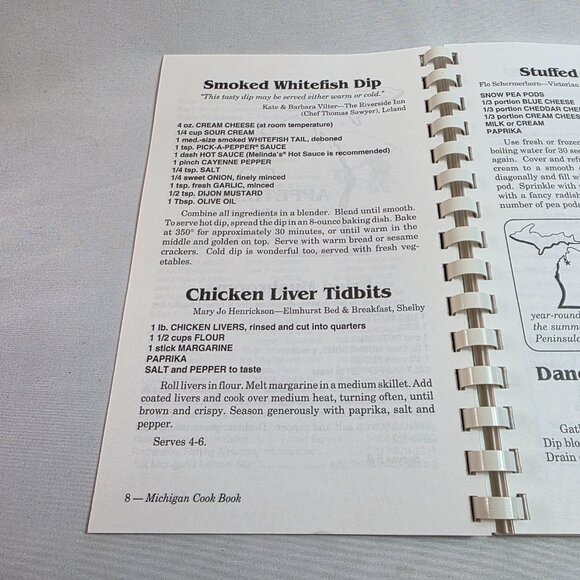 Smoked Whitefish Dip
"This tasty dip may be served either warm or cold."
Kate & Barbara Vilter—The Riverside Inn
(Chef Thomas Sawyer), Leland
4 oz. CREAM CHEESE (at room temperature)
1/4 cup SOUR CREAM
1 med.-size smoked WHITEFISH TAIL, deboned
1 tsp. PICK-A-PEPPER® SAUCE
1 dash HOT SAUCE (Melinda's® Hot Sauce is recommended)
1 pinch CAYENNE PEPPER
1/4 tsp. SALT
1/4 sweet ONION, finely minced
1 tsp. fresh GARLIC, minced
1/2 tsp. DIJON MUSTARD
1 Tbsp. OLIVE OIL
Combine all ingredients in a blender. Blend until smooth.
To serve hot dip, spread the dip in an 8-ounce baking dish. Bake
at 350° for approximately 30 minutes, or until warm in the
middle and golden on top. Serve with warm bread or sesame
crackers. Cold dip is wonderful too, served with fresh veg-
etables.
Chicken Liver Tidbits
Mary Jo Henrickson—Elmhurst Bed & Breakfast, Shelby
1 lb. CHICKEN LIVERS, rinsed and cut into quarters
1 1/2 cups FLOUR
1 stick MARGARINE
PAPRIKA
SALT and PEPPER to taste
Roll livers in flour. Melt margarine in a medium skillet. Add
coated livers and cook over medium heat, turning often, until
brown and crispy. Season generously with paprika, salt and
pepper.
Serves 4-6.
8 — Michigan Cook Book
Stuffed
Flo Schermerhorn—Victorian
SNOW PEA PODS
1/3 portion BLUE CHEESE
1/3 portion CHEDDAR CHE
1/3 portion CREAM CHEES
MILK or CREAM
PAPRIKA
Use fresh or frozen
boiling water for 30 sec
again. Cover and refr
cream to a smooth c
diagonally and fill wi
pod. Sprinkle with
with a fancy radish
number of pea pods
year-round
the summe
Peninsula
Dan
Gath
Dip blo
Drain